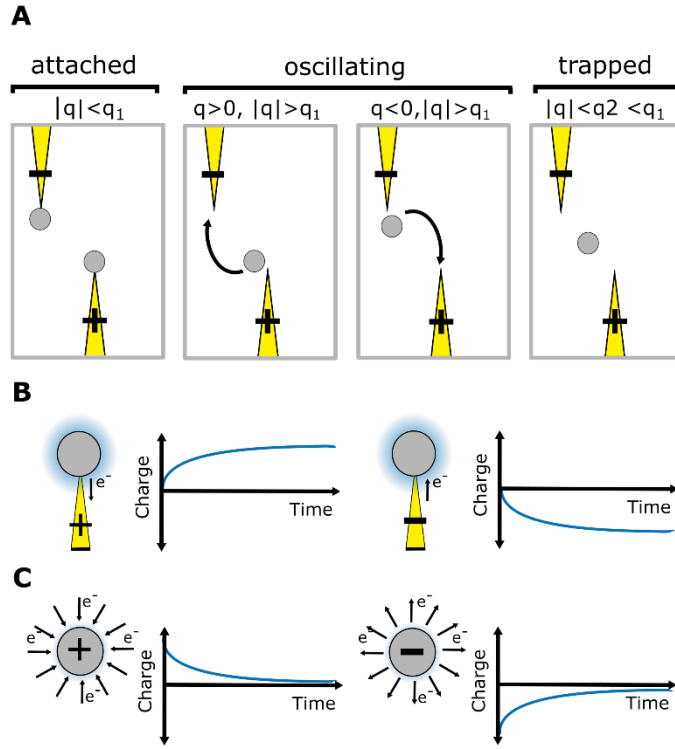 A
attached oscillating trapped
|q|<q₁ q>0, |q|>q₁ q<0,|q|>q₁ |q|<q2 <q₁
−
−
−
−
+
+
+
+
B
e⁻
+
Charge
Time
e⁻
−
Charge
Time
C
e⁻
e⁻
e⁻
e⁻
+
Charge
Time
e⁻
e⁻
e⁻
e⁻
−
Charge
Time